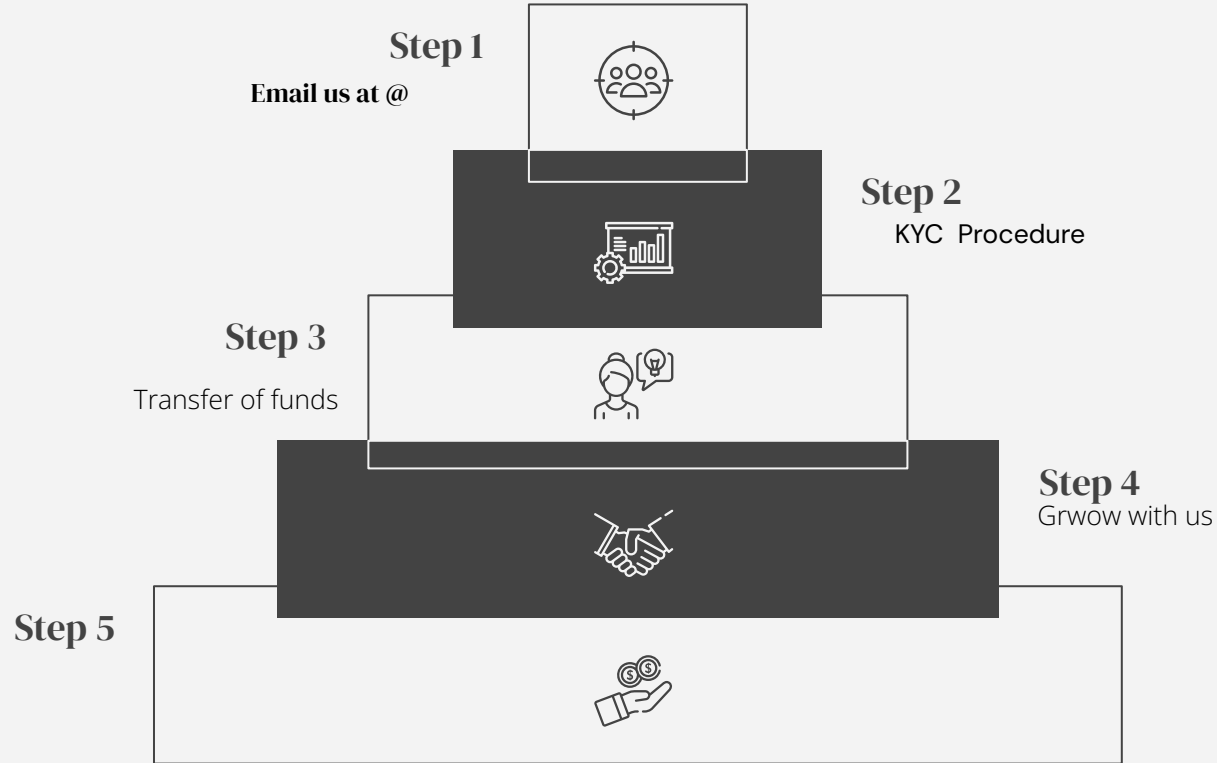 Step 1
Email us at @
Step 2
KYC Procedure
Step 3
Transfer of funds
Step 4
Grwow with us
Step 5
$ $